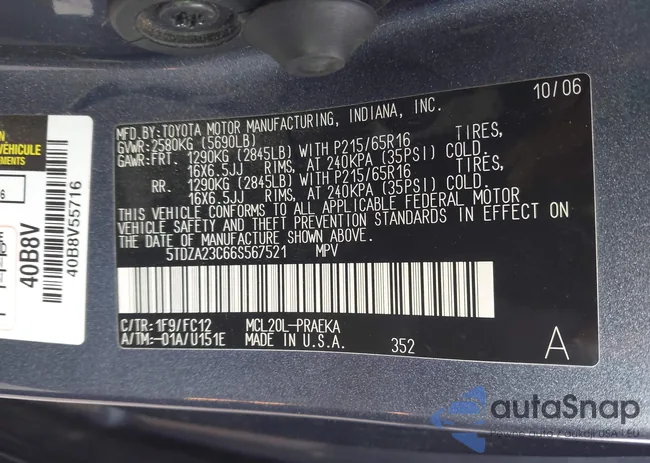 10/06
MFD.BY:TOYOTA MOTOR MANUFACTURING, INDIANA, INC.
GVWR:2580KG (5690LB)
GAWR:FRT. 1290KG (2845LB) WITH P215/65R16 TIRES,
16X6.5JJ RIMS, AT 240KPA (35PSI) COLD.
RR. 1290KG (2845LB) WITH P215/65R16 TIRES,
16X6.5JJ RIMS, AT 240KPA (35PSI) COLD.
THIS VEHICLE CONFORMS TO ALL APPLICABLE FEDERAL MOTOR
VEHICLE SAFETY AND THEFT PREVENTION STANDARDS IN EFFECT ON
THE DATE OF MANUFACTURE SHOWN ABOVE.
5TDZA23C66S567521 MPV
C/TR:1F9/FC12 MCL20L-PRAEKA
A/TM:-01A/U151E MADE IN U.S.A. 352 A
VEHICULE
40B8V
40B8V55716
autaSnap